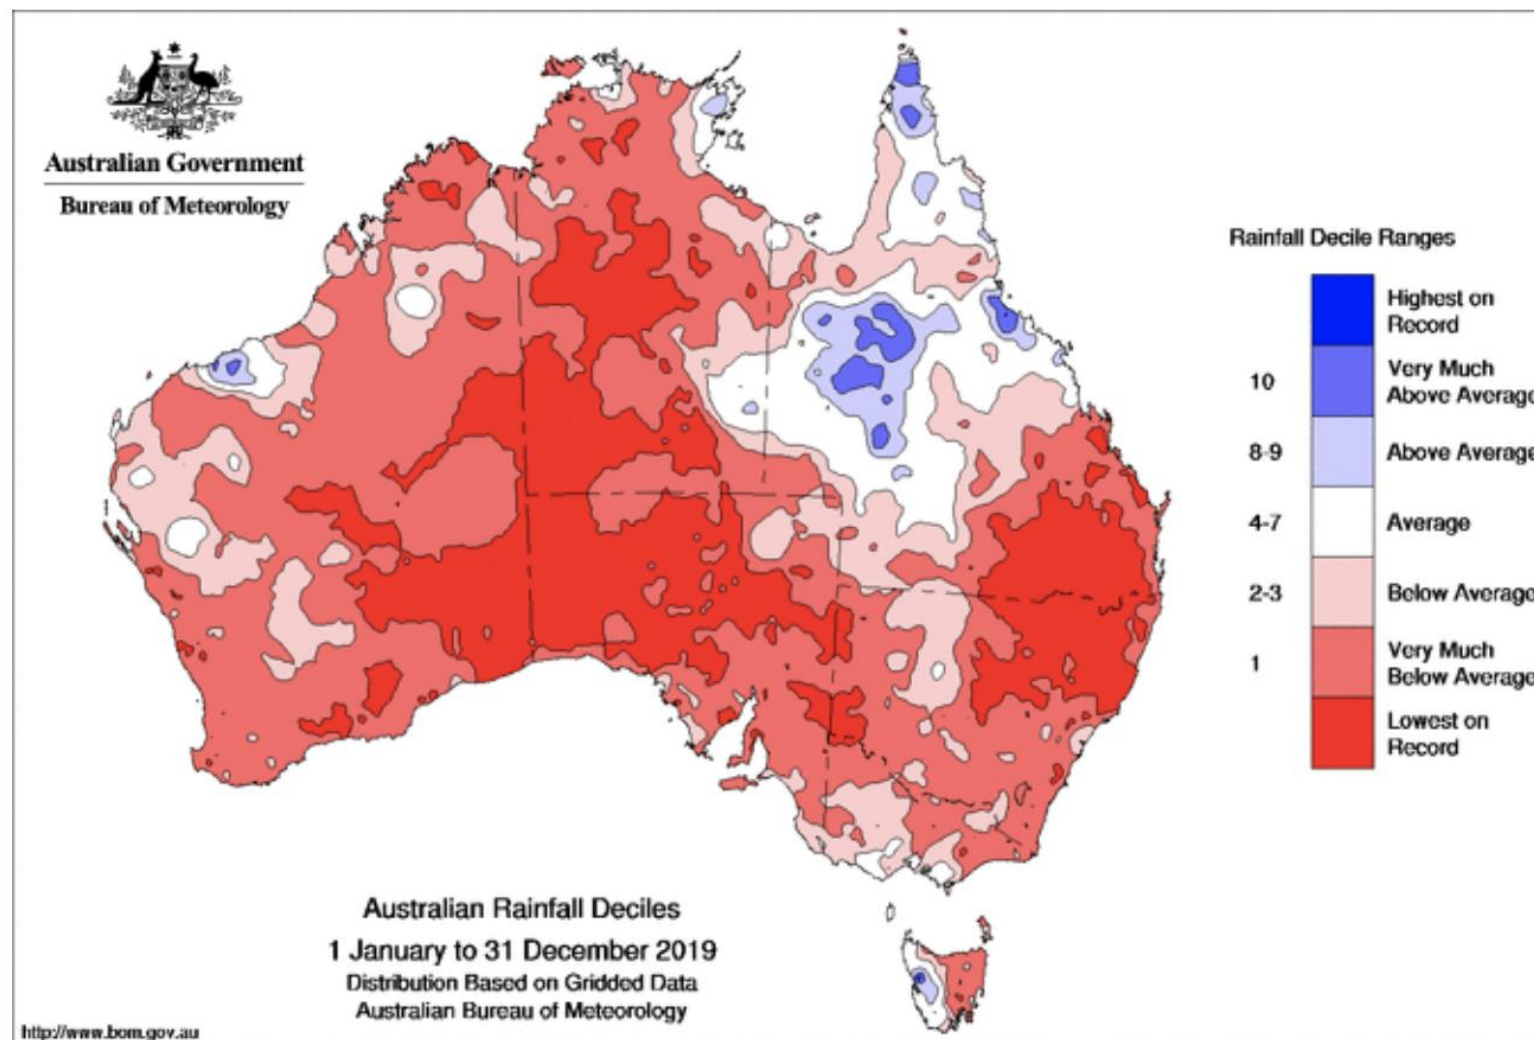 Australian Government
Bureau of Meteorology
Rainfall Decile Ranges
Highest on
Record
10
Very Much
Above Average
8-9
Above Average
4-7
Average
2-3
Below Average
1
Very Much
Below Average
Lowest on
Record
Australian Rainfall Deciles
1 January to 31 December 2019
Distribution Based on Gridded Data
Australian Bureau of Meteorology
http://www.bom.gov.au